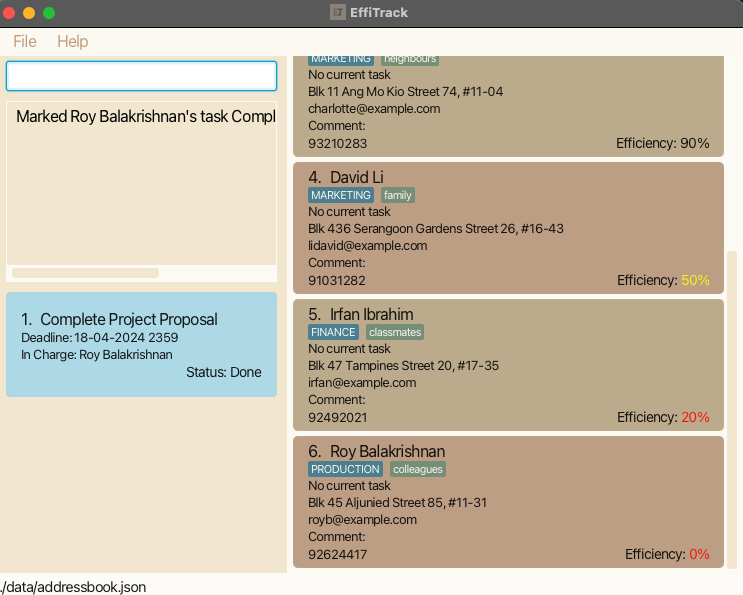 EffiTrack
File Help
Marked Roy Balakrishnan's task Compl
1. Complete Project Proposal
Deadline: 18-04-2024 2359
In Charge: Roy Balakrishnan
Status: Done
MARKETING neighbours
No current task
Blk 11 Ang Mo Kio Street 74, #11-04
charlotte@example.com
Comment:
93210283 Efficiency: 90%
4. David Li
MARKETING family
No current task
Blk 436 Serangoon Gardens Street 26, #16-43
lidavid@example.com
Comment:
91031282 Efficiency: 50%
5. Irfan Ibrahim
FINANCE classmates
No current task
Blk 47 Tampines Street 20, #17-35
irfan@example.com
Comment:
92492021 Efficiency: 20%
6. Roy Balakrishnan
PRODUCTION colleagues
No current task
Blk 45 Aljunied Street 85, #11-31
royb@example.com
Comment:
92624417 Efficiency: 0%
./data/addressbook.json